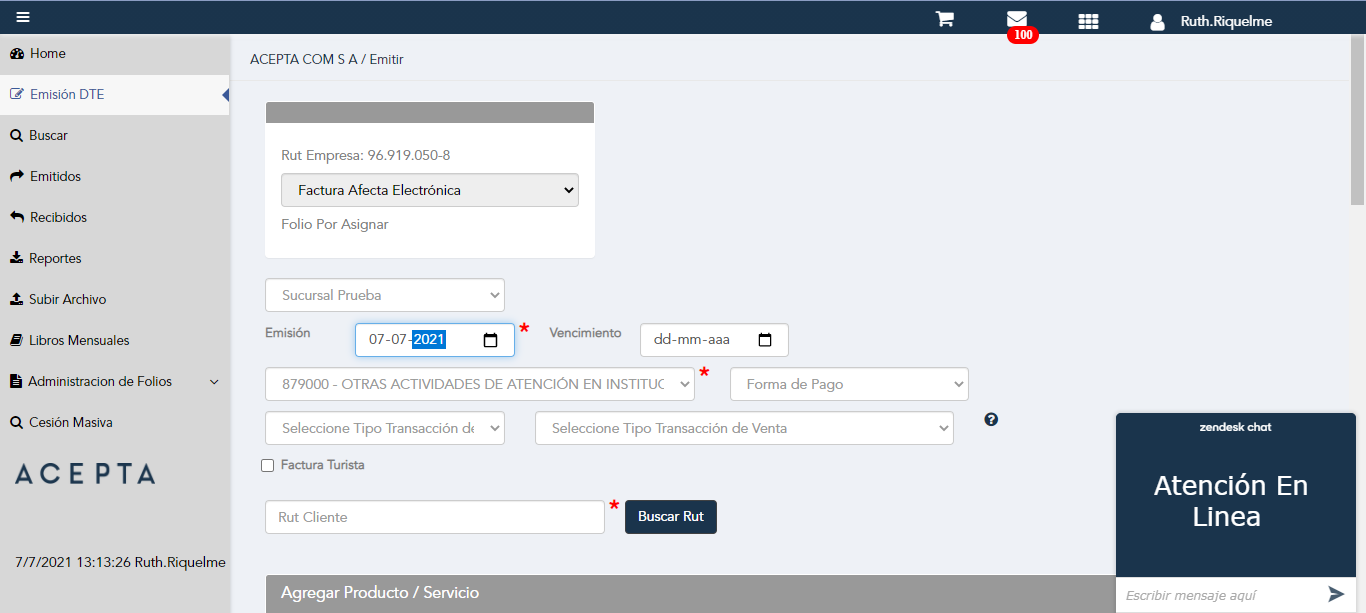 100
Ruth.Riquelme
Home
Emisión DTE
Buscar
Emitidos
Recibidos
Reportes
Subir Archivo
Libros Mensuales
Administracion de Folios
Cesión Masiva
ACEPTA
7/7/2021 13:13:26 Ruth.Riquelme
ACEPTA COM S A / Emitir
Rut Empresa: 96.919.050-8
Factura Afecta Electrónica
Folio Por Asignar
Sucursal Prueba
Emisión 07-07-2021 * Vencimiento dd-mm-aaa
879000 - OTRAS ACTIVIDADES DE ATENCIÓN EN INSTITUC * Forma de Pago
Seleccione Tipo Transacción de Seleccione Tipo Transacción de Venta ?
Factura Turista
Rut Cliente * Buscar Rut
Agregar Producto / Servicio
zendesk chat
Atención En
Linea
Escribir mensaje aquí